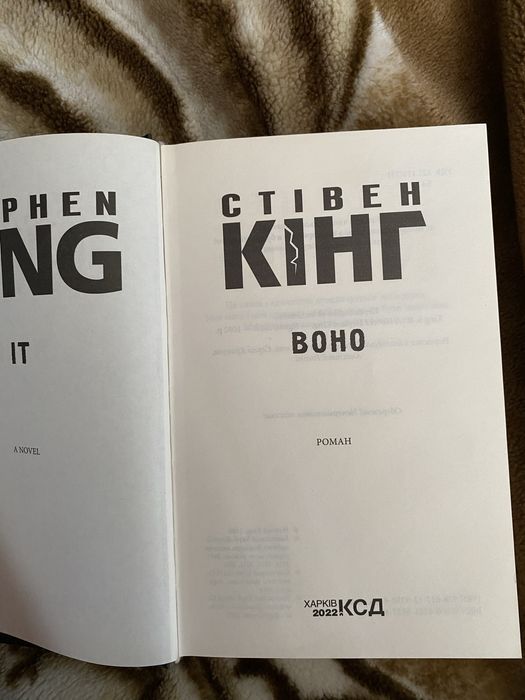 PHEN
NG
IT
A NOVEL
СТІВЕН
КІНГ
ВОНО
РОМАН
ХАРКІВ
2022
КСД